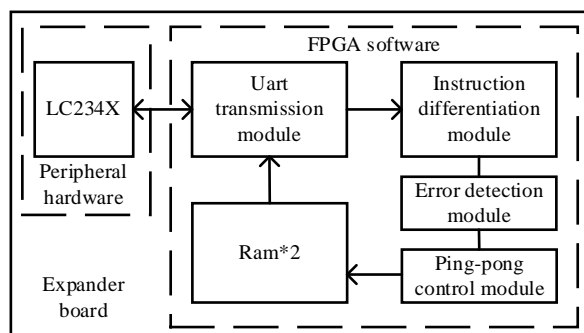 FPGA software
LC234X
Peripheral
hardware
Uart
transmission
module
Instruction
differentiation
module
Error detection
module
Ping-pong
control module
Ram*2
Expander
board